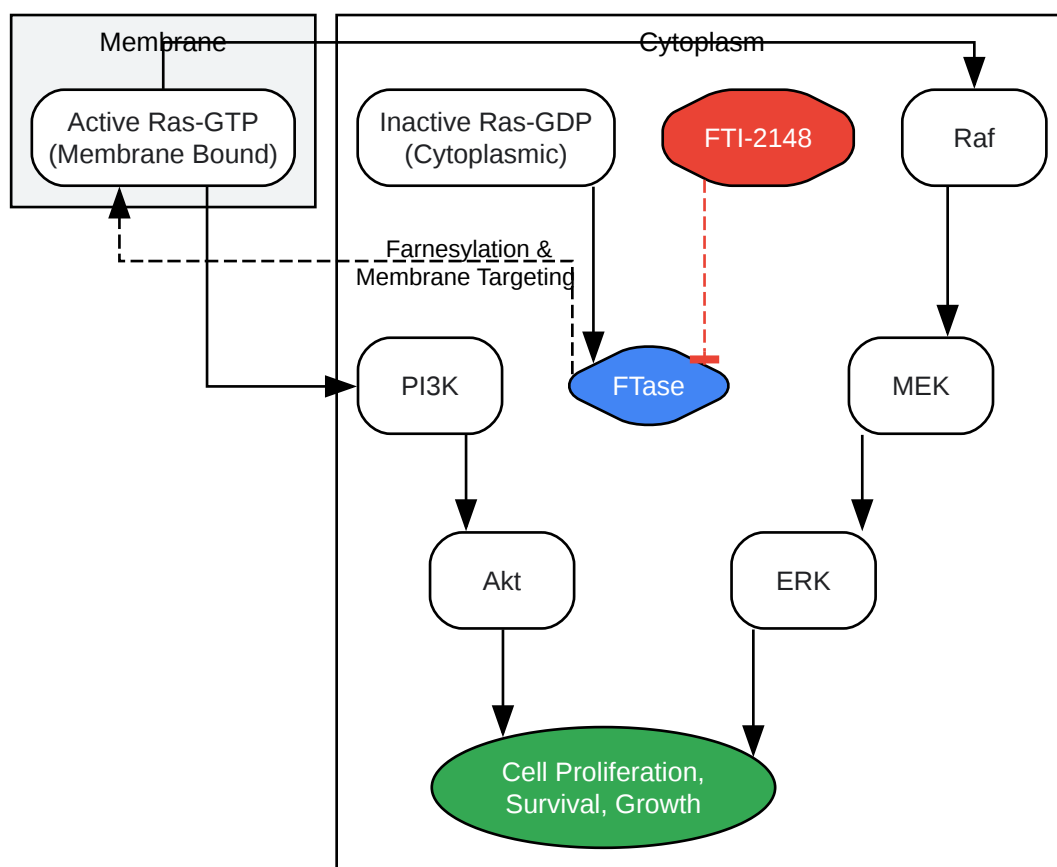 Membrane
Cytoplasm
Active Ras-GTP
(Membrane Bound)
Inactive Ras-GDP
(Cytoplasmic)
FTI-2148
Raf
Farnesylation &
Membrane Targeting
PI3K
FTase
MEK
Akt
ERK
Cell Proliferation,
Survival, Growth